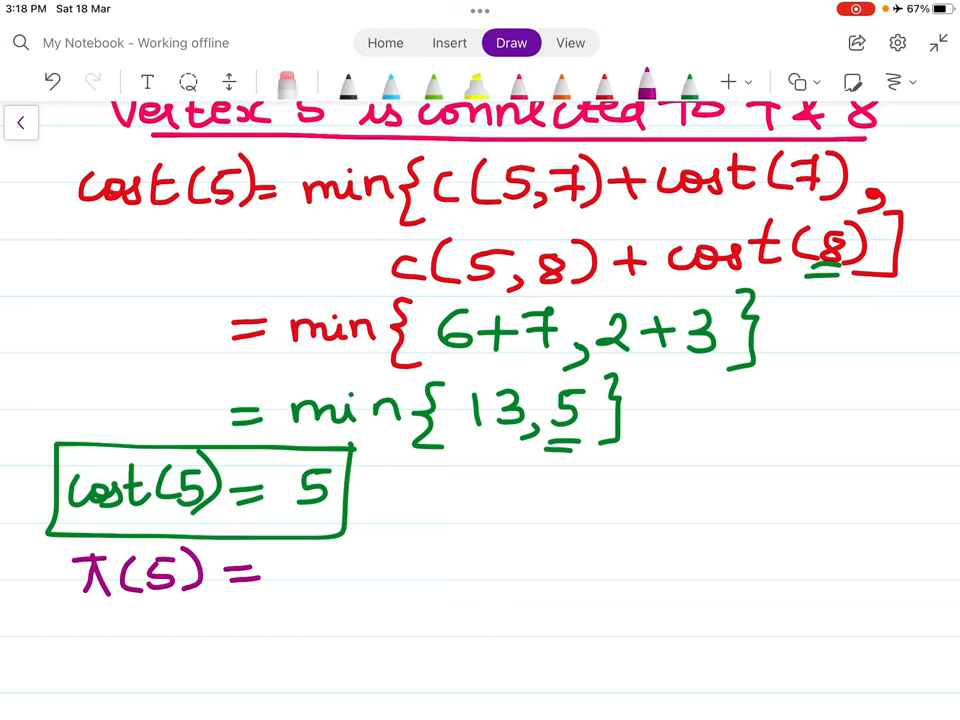 3:18 PM Sat 18 Mar
67%
My Notebook - Working offline
Home Insert Draw View
Vertex 5 is connected to 7 & 8
cost(5)= min{c(5,7)+cost(7),
c(5,8)+cost(8)]
= min{ 6+7, 2+3}
= min{ 13, 5}
cost(5)= 5
π(5) =